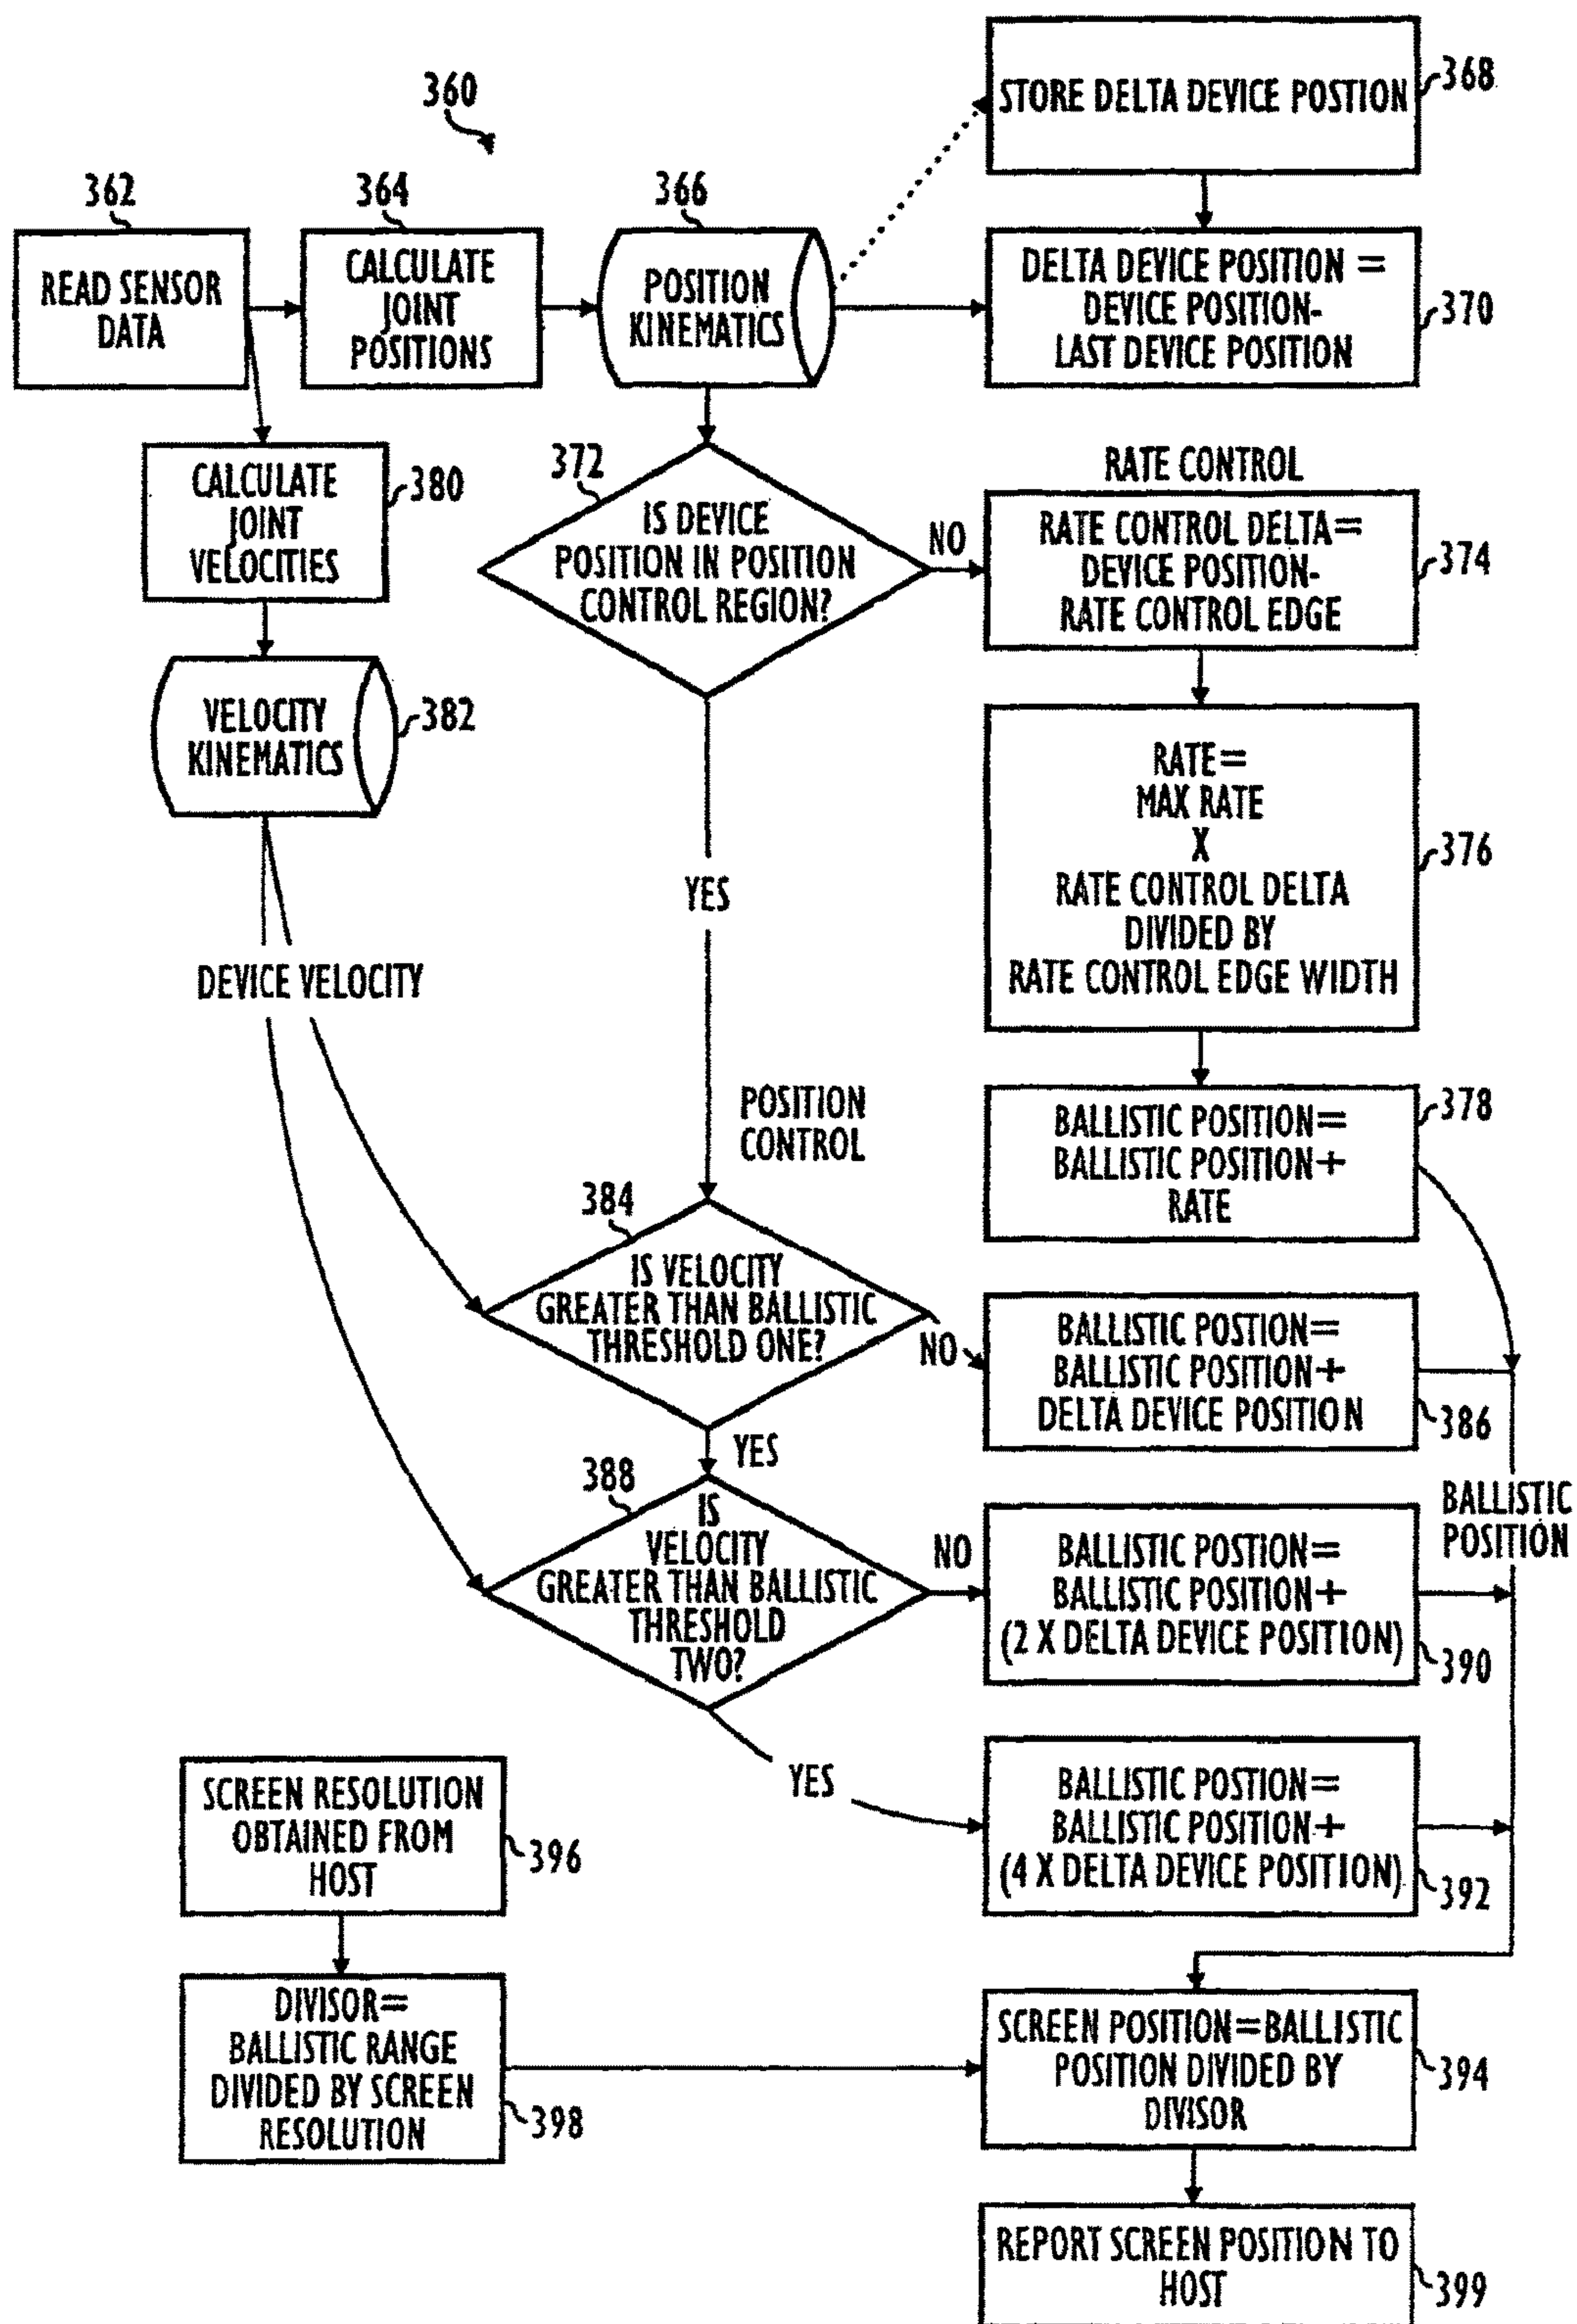 360
368
STORE DELTA DEVICE POSTION
362
READ SENSOR
DATA
364
CALCULATE
JOINT
POSITIONS
366
POSITION
KINEMATICS
DELTA DEVICE POSITION =
DEVICE POSITION-
LAST DEVICE POSITION
370
CALCULATE
JOINT
VELOCITIES
380
372
IS DEVICE
POSITION IN POSITION
CONTROL REGION?
NO
RATE CONTROL
RATE CONTROL DELTA=
DEVICE POSITION-
RATE CONTROL EDGE
374
VELOCITY
KINEMATICS
382
RATE=
MAX RATE
X
RATE CONTROL DELTA
DIVIDED BY
RATE CONTROL EDGE WIDTH
376
YES
DEVICE VELOCITY
POSITION
CONTROL
BALLISTIC POSITION=
BALLISTIC POSITION+
RATE
378
384
IS VELOCITY
GREATER THAN BALLISTIC
THRESHOLD ONE?
NO
BALLISTIC POSTION=
BALLISTIC POSITION+
DELTA DEVICE POSITION
386
YES
388
IS
VELOCITY
GREATER THAN BALLISTIC
THRESHOLD
TWO?
NO
BALLISTIC POSTION=
BALLISTIC POSITION+
(2 X DELTA DEVICE POSITION)
390
BALLISTIC
POSITION
YES
BALLISTIC POSTION=
BALLISTIC POSITION+
(4 X DELTA DEVICE POSITION)
392
SCREEN RESOLUTION
OBTAINED FROM
HOST
396
DIVISOR=
BALLISTIC RANGE
DIVIDED BY SCREEN
RESOLUTION
398
SCREEN POSITION=BALLISTIC
POSITION DIVIDED BY
DIVISOR
394
REPORT SCREEN POSITION TO
HOST
399